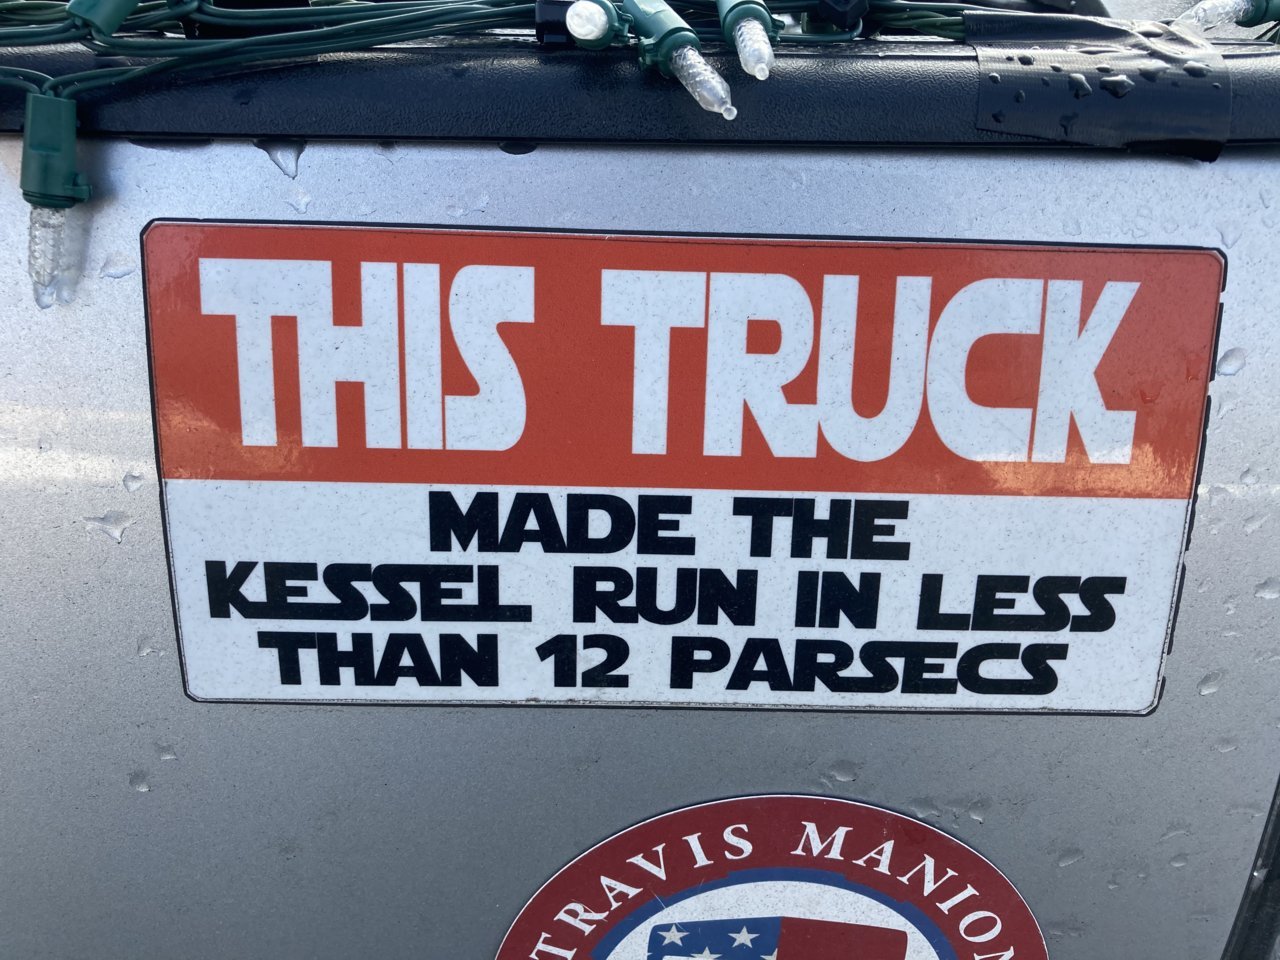 THIS TRUCK
MADE THE
KESSEL RUN IN LESS
THAN 12 PARSECS
TRAVIS MANION